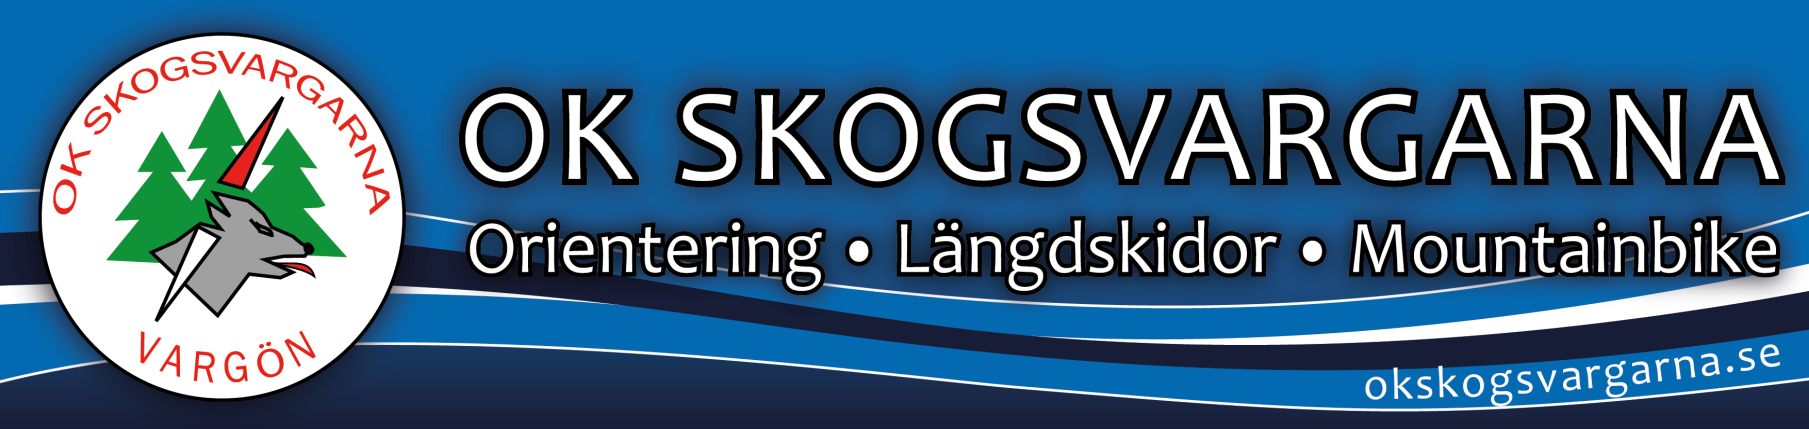 OK SKOGSVARGARNA
VARGÖN
OK SKOGSVARGARNA
Orientering • Längdskidor • Mountainbike
okskogsvargarna.se